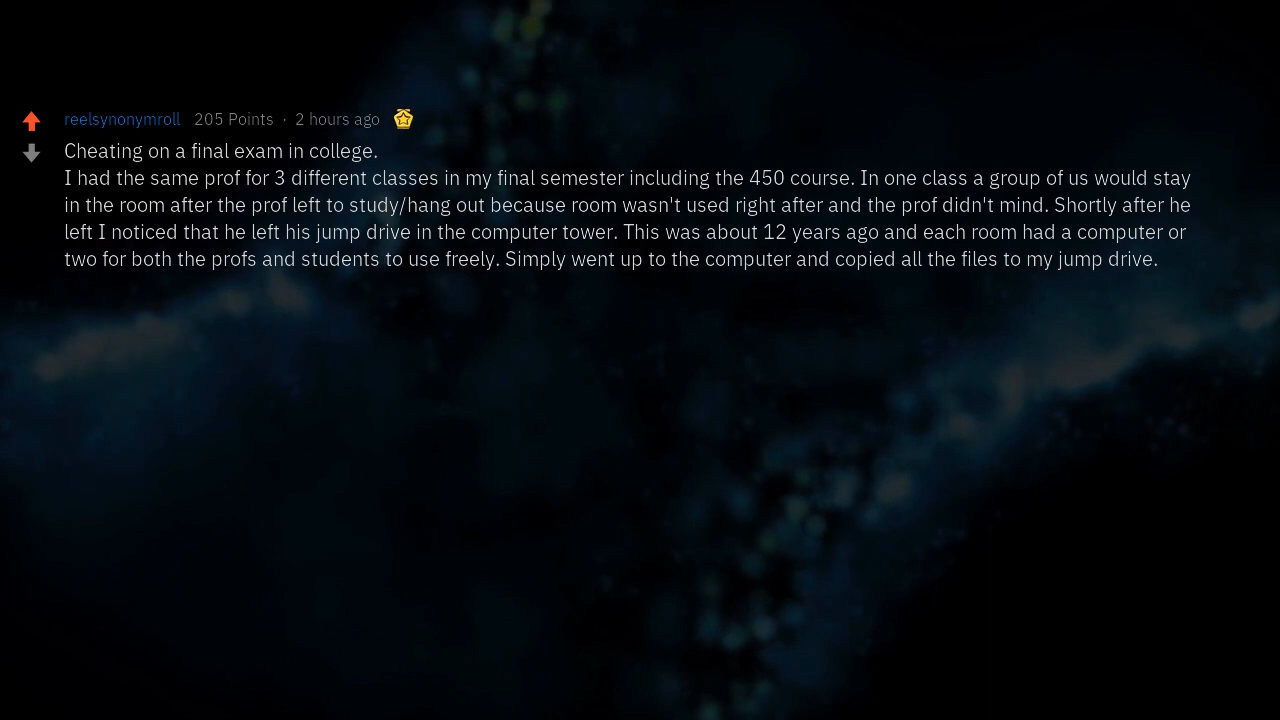 reelsynonymroll 205 Points · 2 hours ago
Cheating on a final exam in college.
I had the same prof for 3 different classes in my final semester including the 450 course. In one class a group of us would stay
in the room after the prof left to study/hang out because room wasn't used right after and the prof didn't mind. Shortly after he
left I noticed that he left his jump drive in the computer tower. This was about 12 years ago and each room had a computer or
two for both the profs and students to use freely. Simply went up to the computer and copied all the files to my jump drive.